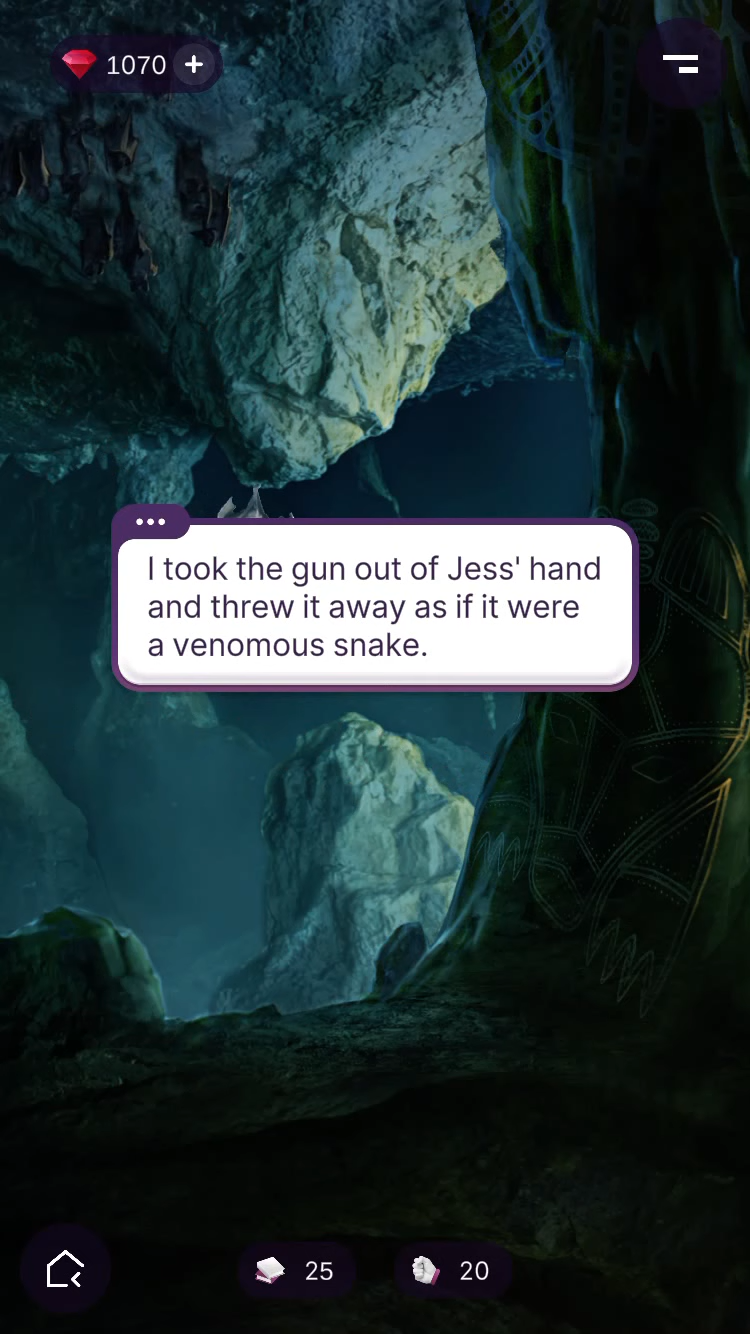 1070 +
I took the gun out of Jess' hand
and threw it away as if it were
a venomous snake.
25 20